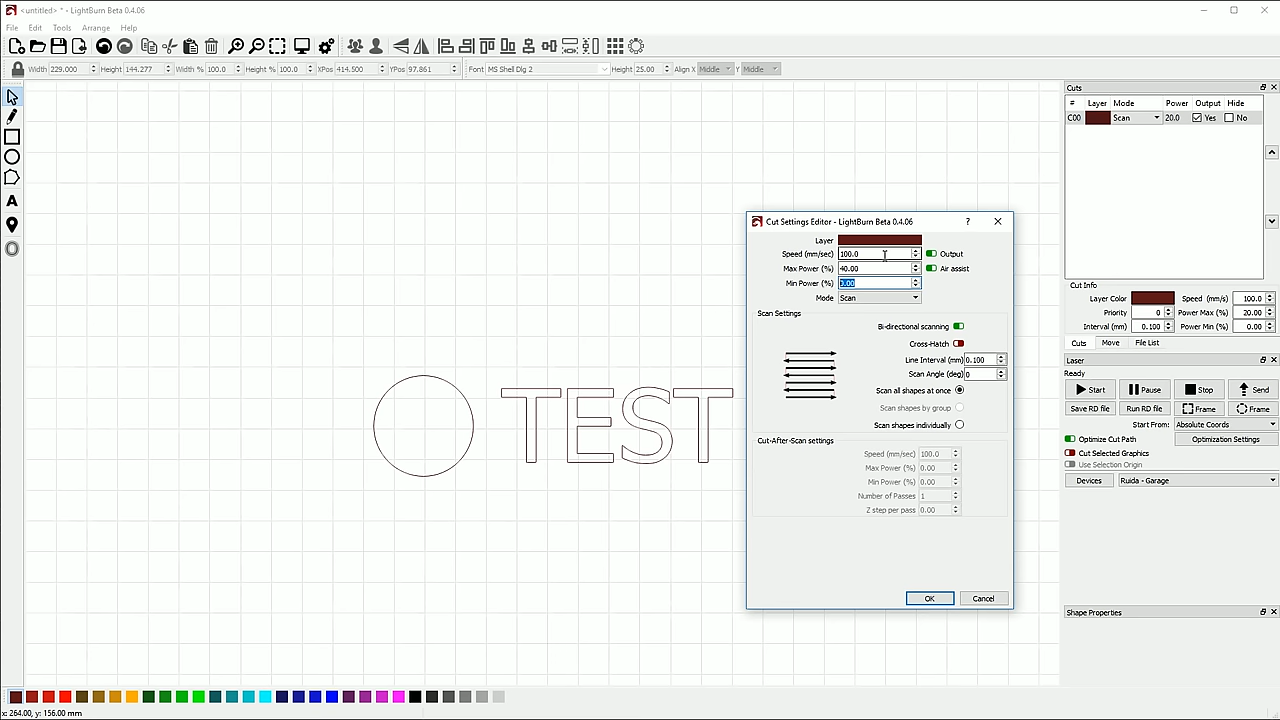 <untitled> * - LightBurn Beta 0.4.06
File Edit Tools Arrange Help
Width 229.000 Height 144.277 Width % 100.0 Height % 100.0 XPos 414.500 YPos 97.861 Font MS Shell Dlg 2 Height 25.00 Align X Middle Y Middle
Cuts
# Layer Mode Power Output Hide
C00 Scan 20.0 Yes No
Cut Settings Editor - LightBurn Beta 0.4.06 ?
Layer
Speed (mm/sec) 100.0 Output
Max Power (%) 40.00 Air assist
Min Power (%) 0.00
Mode Scan
Scan Settings
Bi-directional scanning
Cross-Hatch
Line Interval (mm) 0.100
Scan Angle (deg) 0
Scan all shapes at once
Scan shapes by group
Scan shapes individually
Cut-After-Scan settings
Speed (mm/sec) 100.0
Max Power (%) 0.00
Min Power (%) 0.00
Number of Passes 1
Z step per pass 0.00
OK Cancel
TEST
Cut Info
Layer Color Speed (mm/s) 100.0
Priority 0 Power Max (%) 20.00
Interval (mm) 0.100 Power Min (%) 0.00
Cuts Move File List
Laser
Ready
Start Pause Stop Send
Save RD file Run RD file Frame Frame
Start From: Absolute Coords
Optimize Cut Path Optimization Settings
Cut Selected Graphics
Use Selection Origin
Devices Ruida - Garage
Shape Properties
x: 264.00, y: 156.00 mm